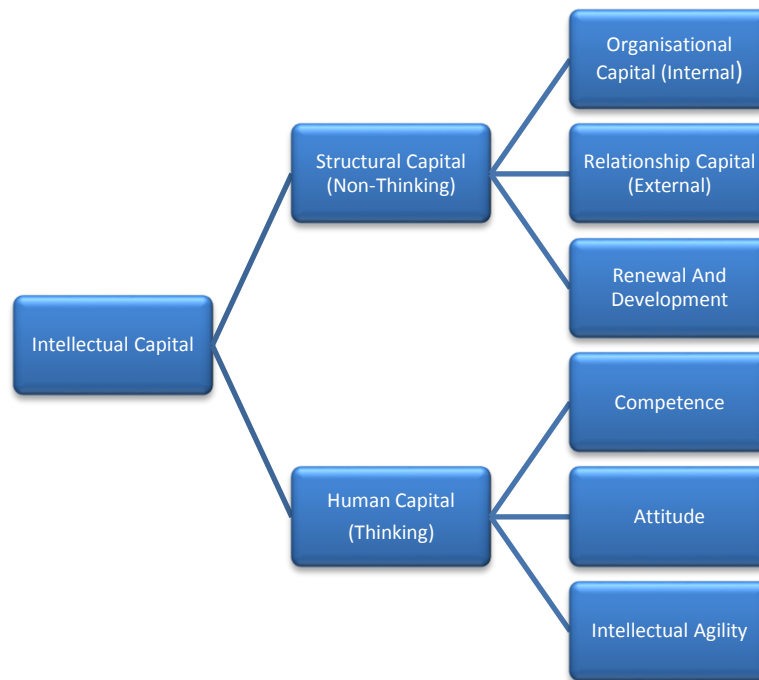 Organisational
Capital (Internal)
Structural Capital
(Non-Thinking)
Relationship Capital
(External)
Renewal And
Development
Intellectual Capital
Competence
Human Capital
(Thinking)
Attitude
Intellectual Agility